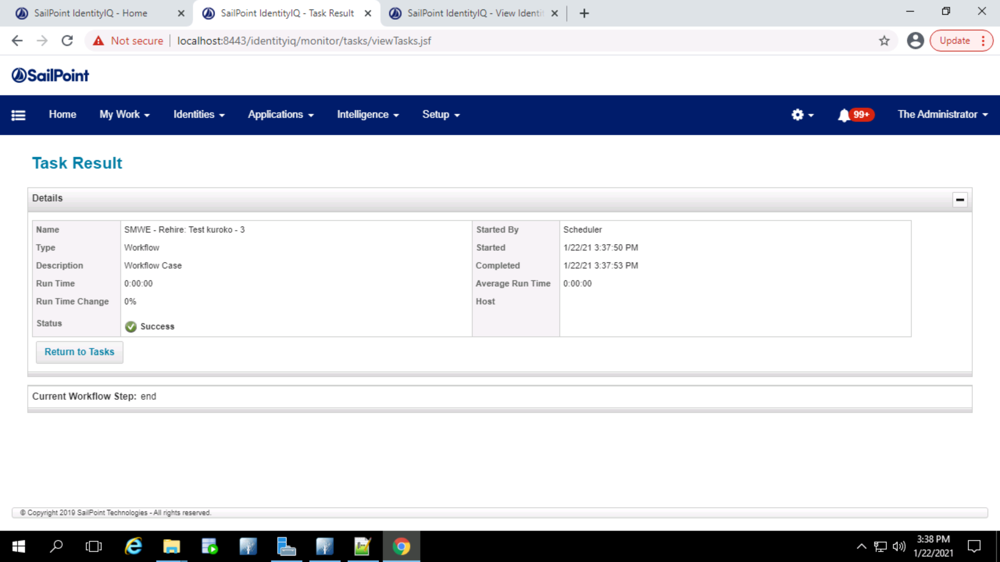 SailPoint IdentityIQ - Home
SailPoint IdentityIQ - Task Result
SailPoint IdentityIQ - View Identit
Not secure
localhost:8443/identityiq/monitor/tasks/viewTasks.jsf
Update
SailPoint
Home
My Work
Identities
Applications
Intelligence
Setup
99+
The Administrator
Task Result
Details
Name SMWE - Rehire: Test kuroko - 3 Started By Scheduler
Type Workflow Started 1/22/21 3:37:50 PM
Description Workflow Case Completed 1/22/21 3:37:53 PM
Run Time 0:00:00 Average Run Time 0:00:00
Run Time Change 0% Host
Status Success
Return to Tasks
Current Workflow Step: end
© Copyright 2019 SailPoint Technologies - All rights reserved.
3:38 PM
1/22/2021